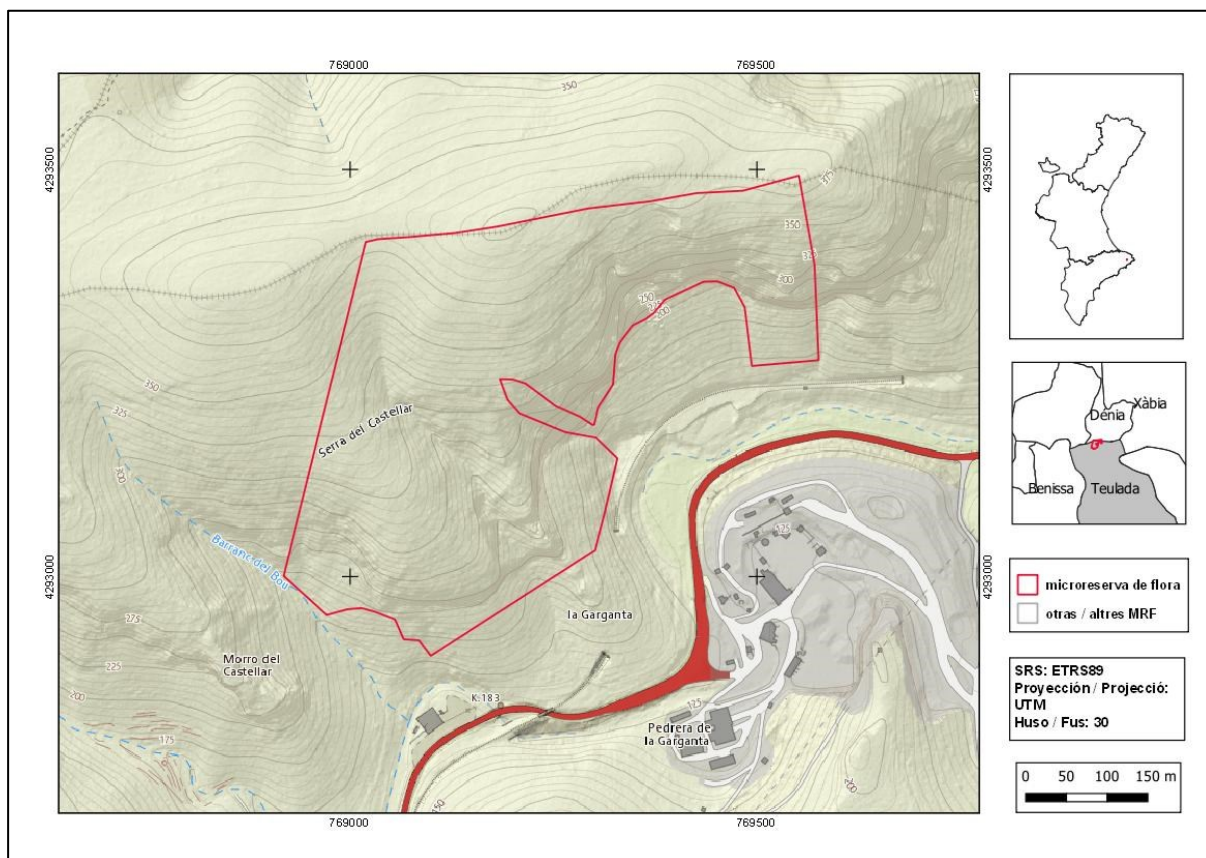 769000
769500
4293500
4293500
350
375
350
325
300
250
225
200
350
325
300
Serra del Castellar
Barranc del Bou
4293000
4293000
125
275
la Garganta
225
Morro del
Castellar
200
K.183
175
125
Pedrera de
la Garganta
200
150
769000
769500
Dénia
Xàbia
Benissa
Teulada
microreserva de flora
otras / altres MRF
SRS: ETRS89
Proyección / Projecció:
UTM
Huso / Fus: 30
0 50 100 150 m